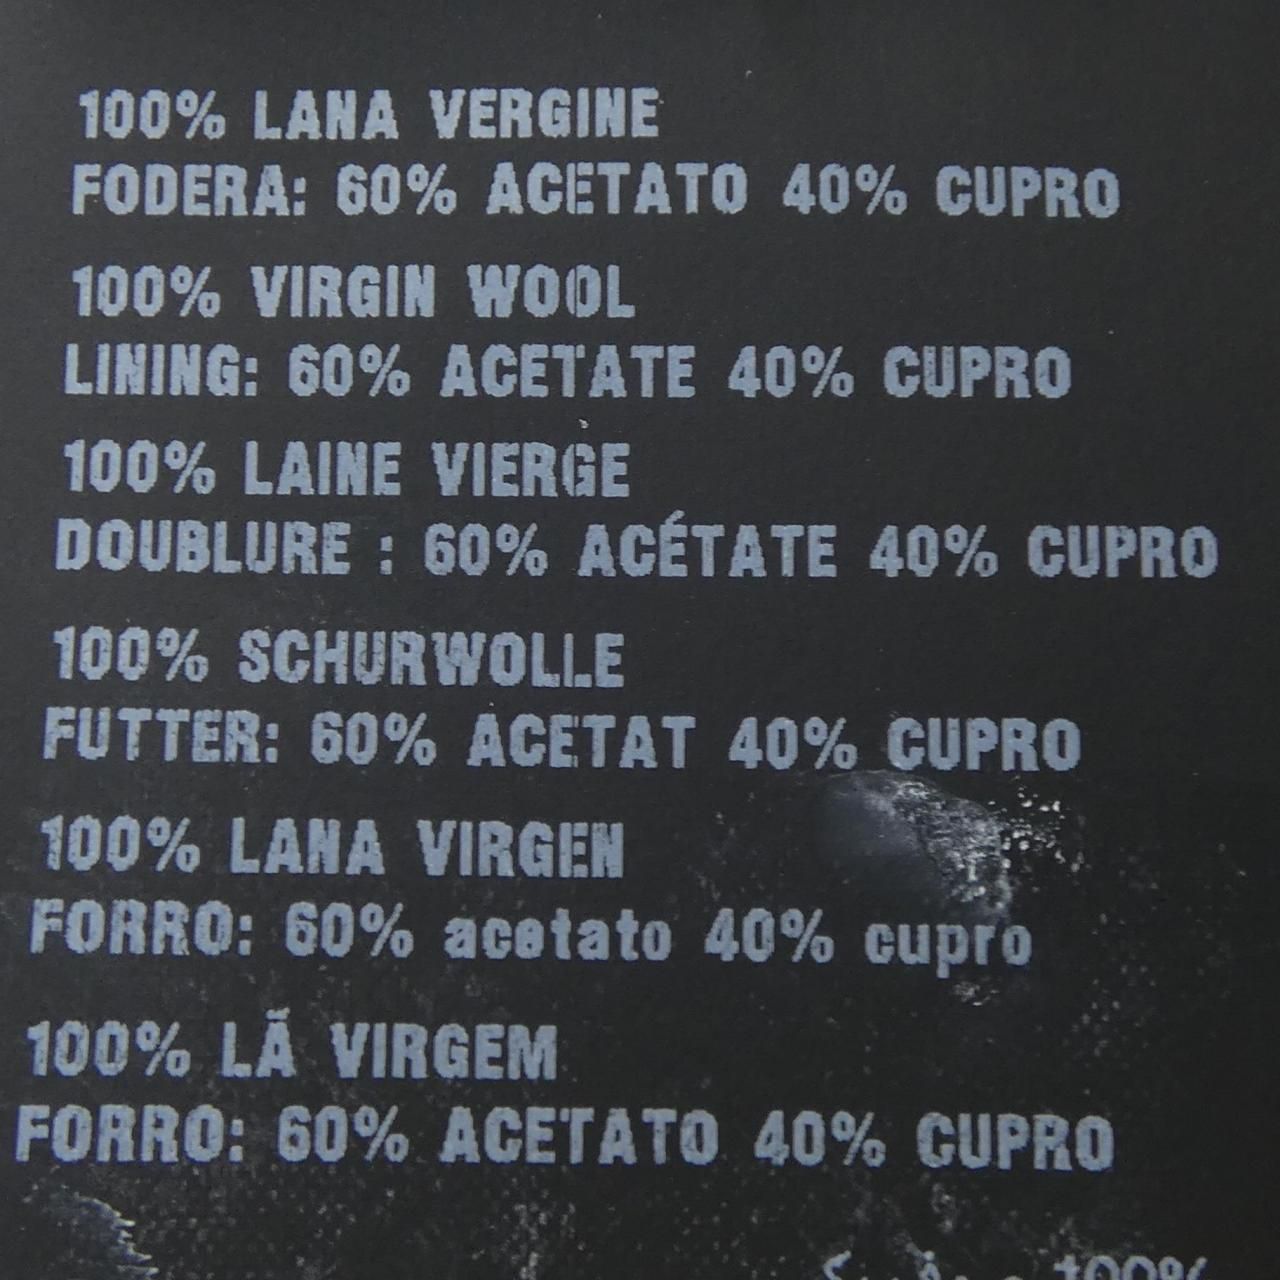 100% LANA VERGINE
FODERA: 60% ACETATO 40% CUPRO
100% VIRGIN WOOL
LINING: 60% ACETATE 40% CUPRO
100% LAINE VIERGE
DOUBLURE : 60% ACÉTATE 40% CUPRO
100% SCHURWOLLE
FUTTER: 60% ACETAT 40% CUPRO
100% LANA VIRGEN
FORRO: 60% acetato 40% cupro
100% LÃ VIRGEM
FORRO: 60% ACETATO 40% CUPRO
100%